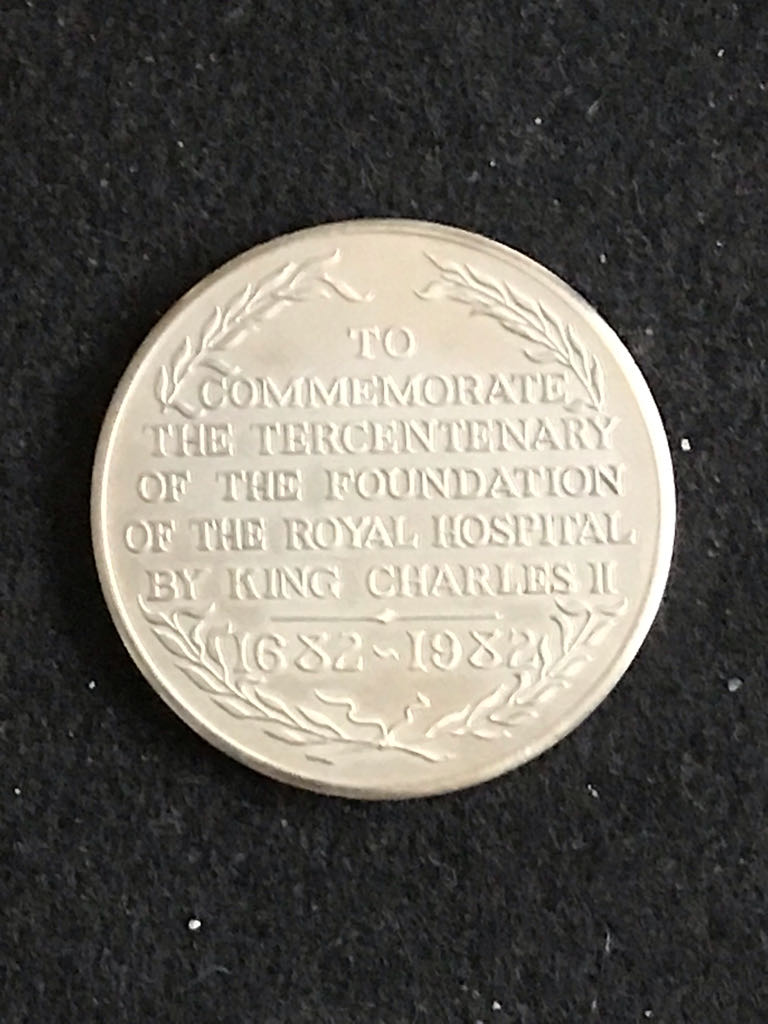 TO
COMMEMORATE
THE TERCENTENARY
OF THE FOUNDATION
OF THE ROYAL HOSPITAL
BY KING CHARLES II
1682~1982